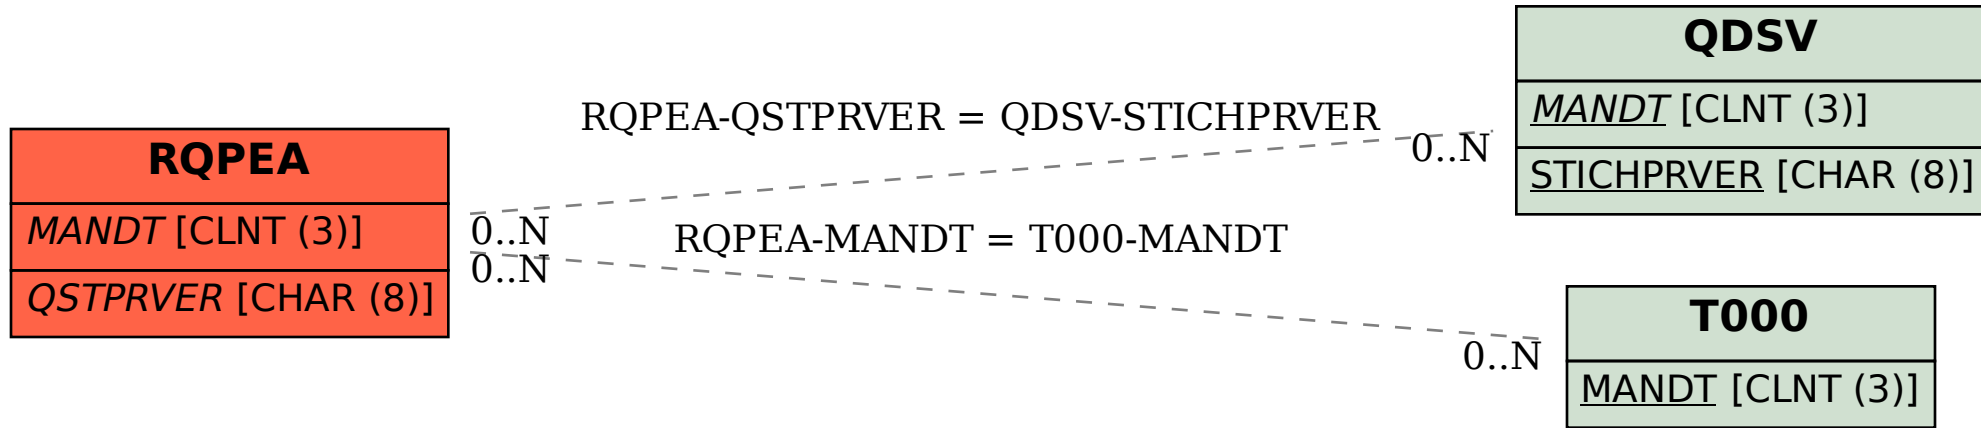 RQPEA
MANDT [CLNT (3)]
QSTPRVER [CHAR (8)]
RQPEA-QSTPRVER = QDSV-STICHPRVER
0..N
0..N
RQPEA-MANDT = T000-MANDT
0..N
0..N
QDSV
MANDT [CLNT (3)]
STICHPRVER [CHAR (8)]
T000
MANDT [CLNT (3)]